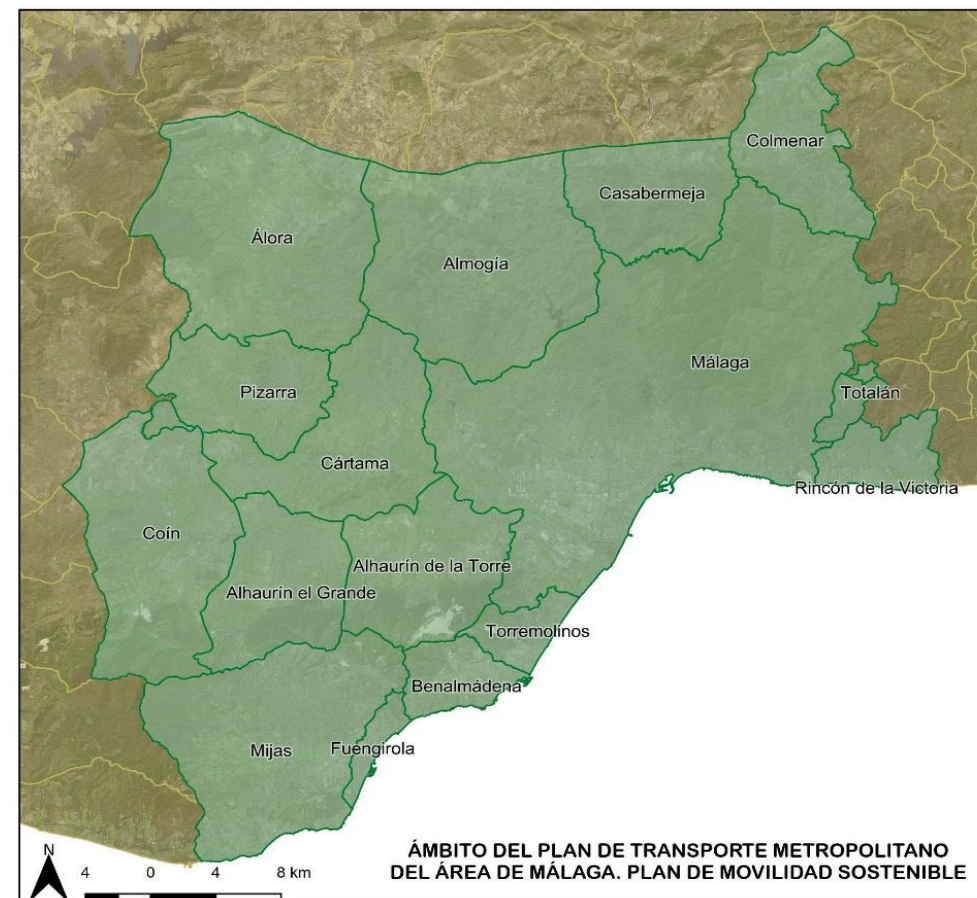 Colmenar
Casabermeja
Álora
Almogía
Málaga
Pizarra
Totalán
Cártama
Rincón de la Victoria
Coín
Alhaurín de la Torre
Alhaurín el Grande
Torremolinos
Benalmádena
Mijas
Fuengirola
N
4 0 4 8 km
ÁMBITO DEL PLAN DE TRANSPORTE METROPOLITANO
DEL ÁREA DE MÁLAGA. PLAN DE MOVILIDAD SOSTENIBLE